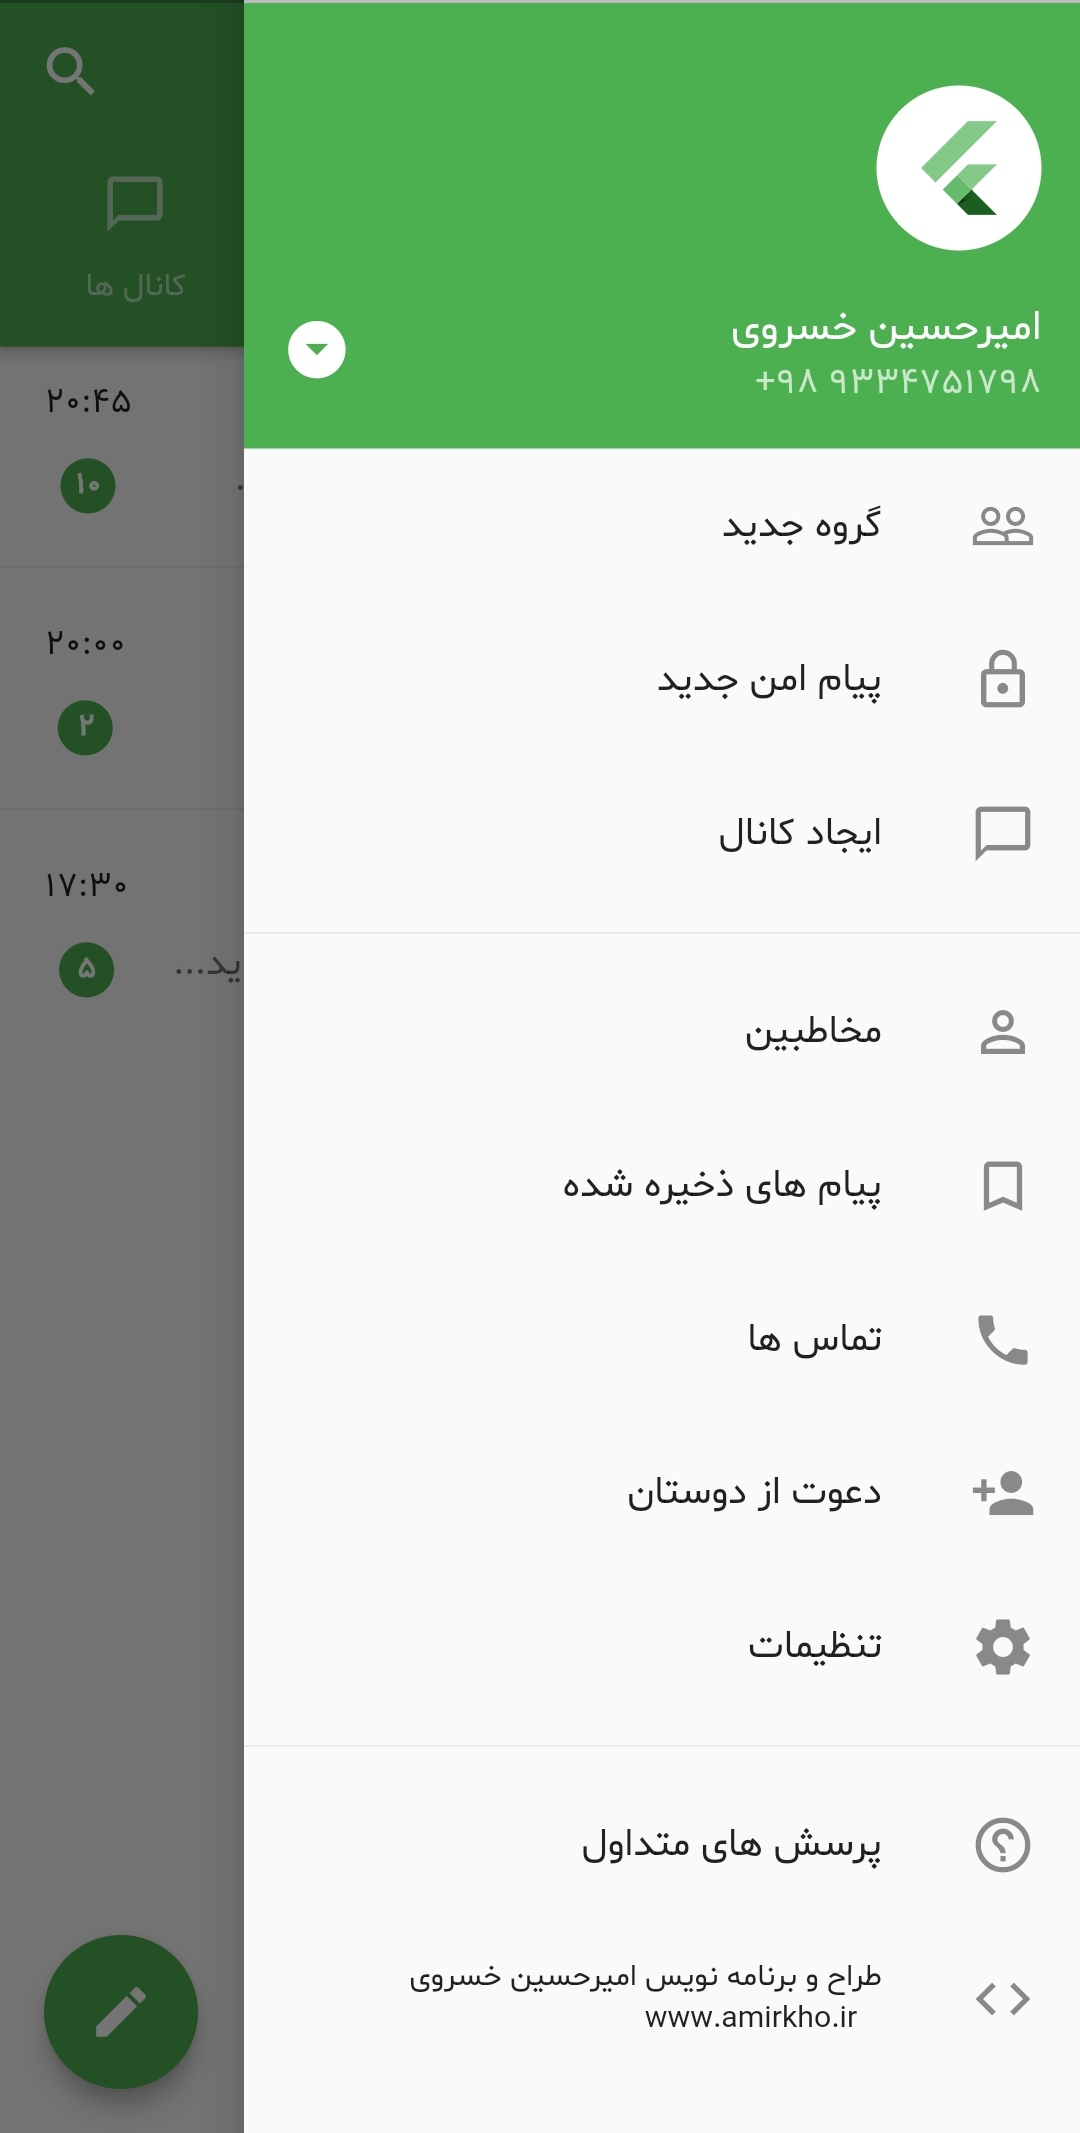 امیرحسین خسروی
+۹۸ ۹۳۳۴۷۵۱۷۹۸
گروه جدید
پیام امن جدید
ایجاد کانال
مخاطبین
پیام های ذخیره شده
تماس ها
دعوت از دوستان
تنظیمات
پرسش های متداول
طراح و برنامه نویس امیرحسین خسروی
www.amirkho.ir
کانال ها
۲۰:۴۵
۱۰
۲۰:۰۰
۲
۱۷:۳۰
ید...
۵